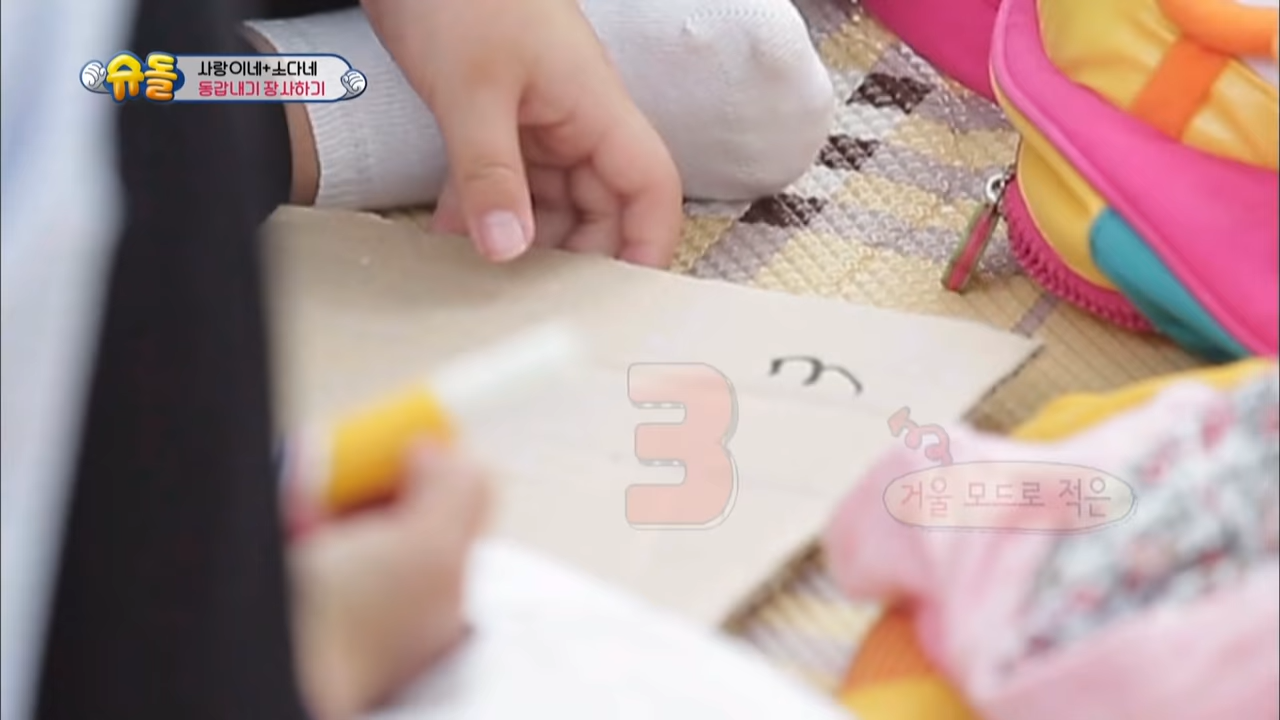 슈돌
사랑이네+소다네
동갑내기 장사하기
3
3
거울 모드로 적은